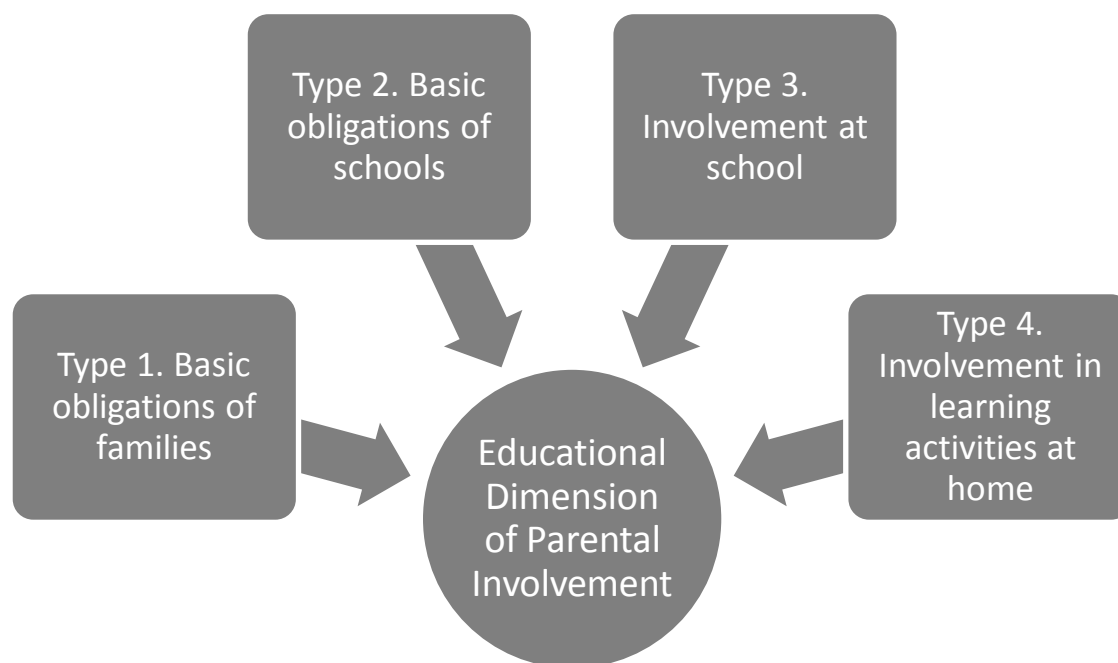 Type 2. Basic
obligations of
schools
Type 3.
Involvement at
school
Type 1. Basic
obligations of
families
Type 4.
Involvement in
learning
activities at
home
Educational
Dimension
of Parental
Involvement